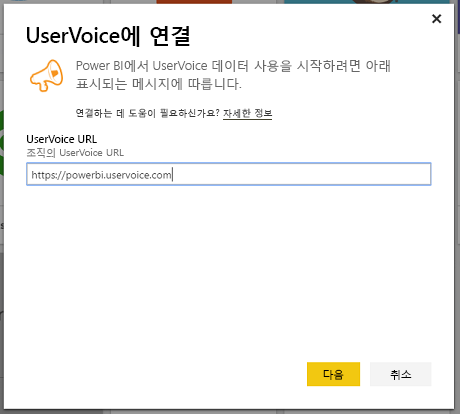 UserVoice에 연결
Power BI에서 UserVoice 데이터 사용을 시작하려면 아래
표시되는 메시지에 따릅니다.
연결하는 데 도움이 필요하신가요? 자세한 정보
UserVoice URL
조직의 UserVoice URL
https://powerbi.uservoice.com
다음
취소